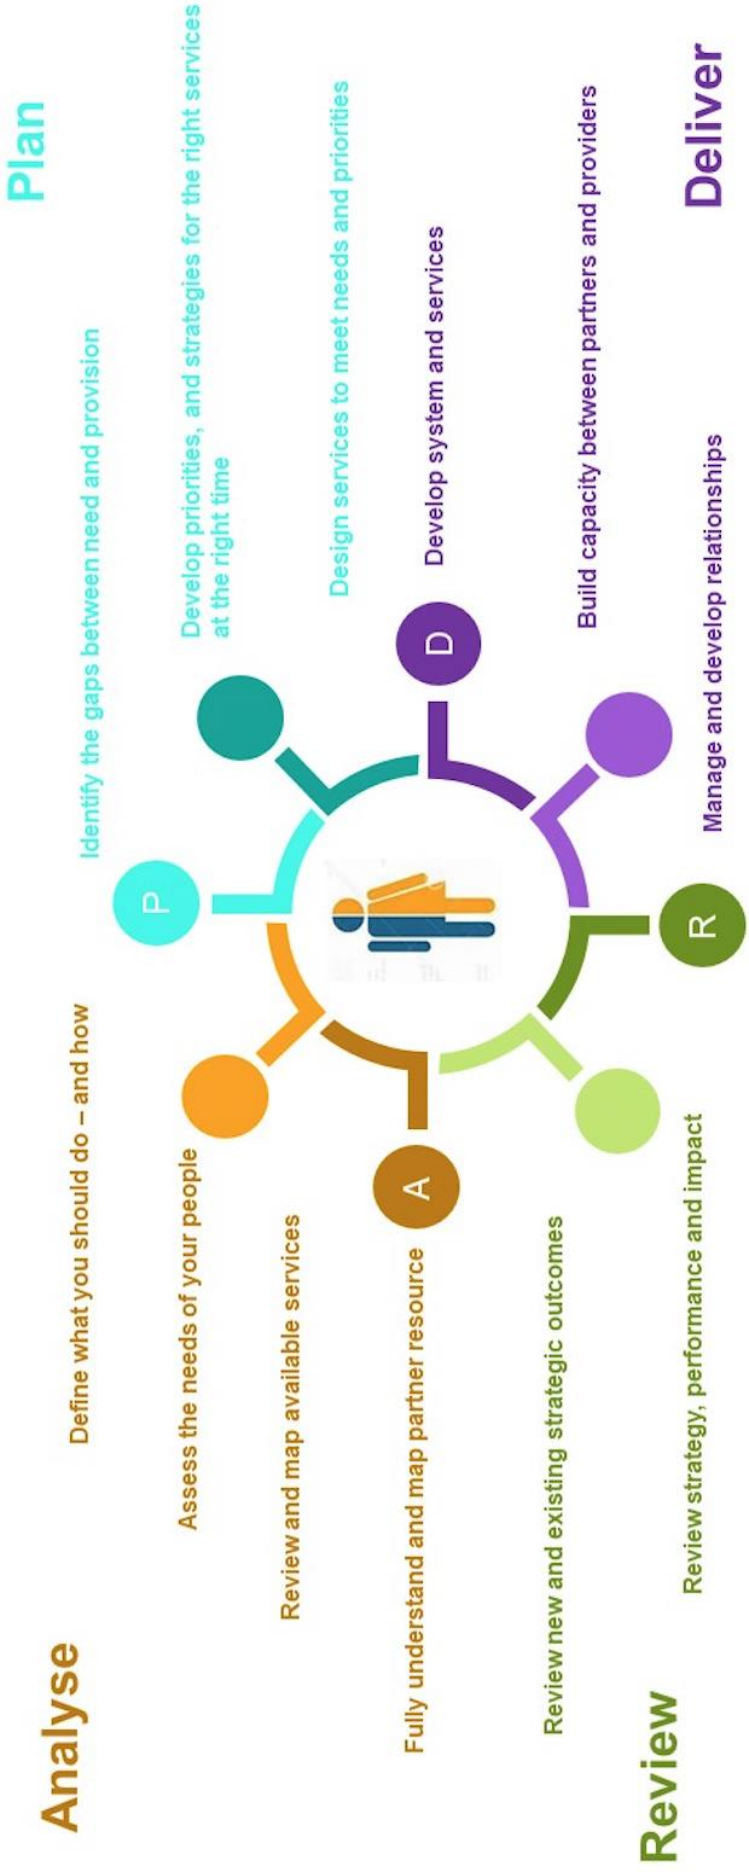 Analyse
Define what you should do – and how
Assess the needs of your people
Review and map available services
Fully understand and map partner resource
A
Plan
Identify the gaps between need and provision
Develop priorities, and strategies for the right services
at the right time
Design services to meet needs and priorities
P
Deliver
Develop system and services
Build capacity between partners and providers
Manage and develop relationships
D
Review
Review new and existing strategic outcomes
Review strategy, performance and impact
R